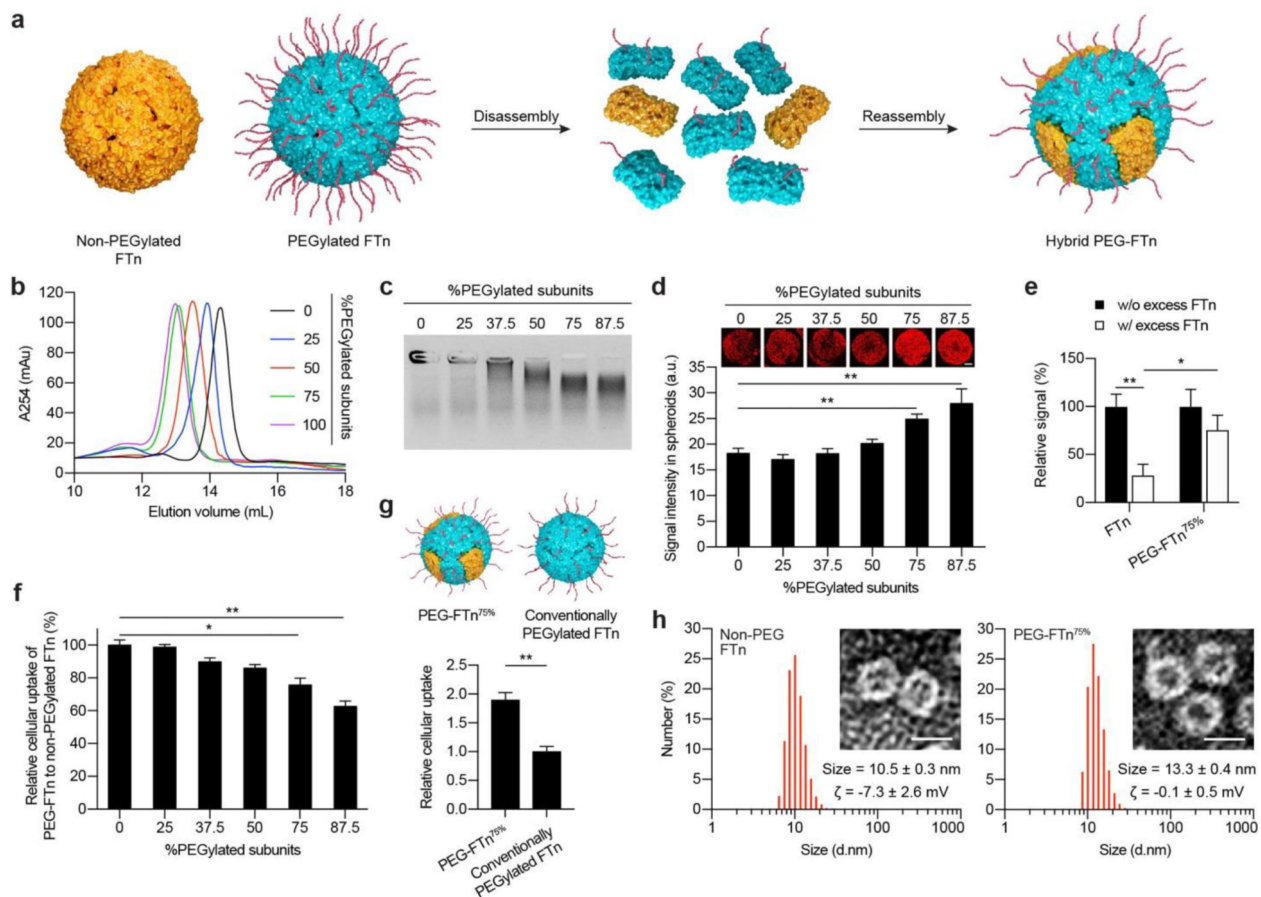 a
Non-PEGylated
FTn
PEGylated FTn
Disassembly
Reassembly
Hybrid PEG-FTn
b
120
100
80
60
40
20
0
A254 (mAu)
10
12
14
16
18
Elution volume (mL)
0
25
50
75
100
%PEGylated subunits
c
%PEGylated subunits
0 25 37.5 50 75 87.5
d
%PEGylated subunits
0 25 37.5 50 75 87.5
Signal intensity in spheroids (a.u.)
35
30
25
20
15
10
5
0
**
**
0 25 37.5 50 75 87.5
%PEGylated subunits
e
w/o excess FTn
w/ excess FTn
Relative signal (%)
150
100
50
0
**
*
FTn
PEG-FTn75%
f
Relative cellular uptake of
PEG-FTn to non-PEGylated FTn (%)
120
100
80
60
40
20
0
**
*
0 25 37.5 50 75 87.5
%PEGylated subunits
g
PEG-FTn75%
Conventionally
PEGylated FTn
Relative cellular uptake
2.5
2.0
1.5
1.0
0.5
0.0
**
PEG-FTn75%
Conventionally
PEGylated FTn
h
Number (%)
30
25
20
15
10
5
0
Non-PEG
FTn
Size = 10.5 ± 0.3 nm
ζ = -7.3 ± 2.6 mV
1 10 100 1000
Size (d.nm)
30
25
20
15
10
5
0
PEG-FTn75%
Size = 13.3 ± 0.4 nm
ζ = -0.1 ± 0.5 mV
1 10 100 1000
Size (d.nm)